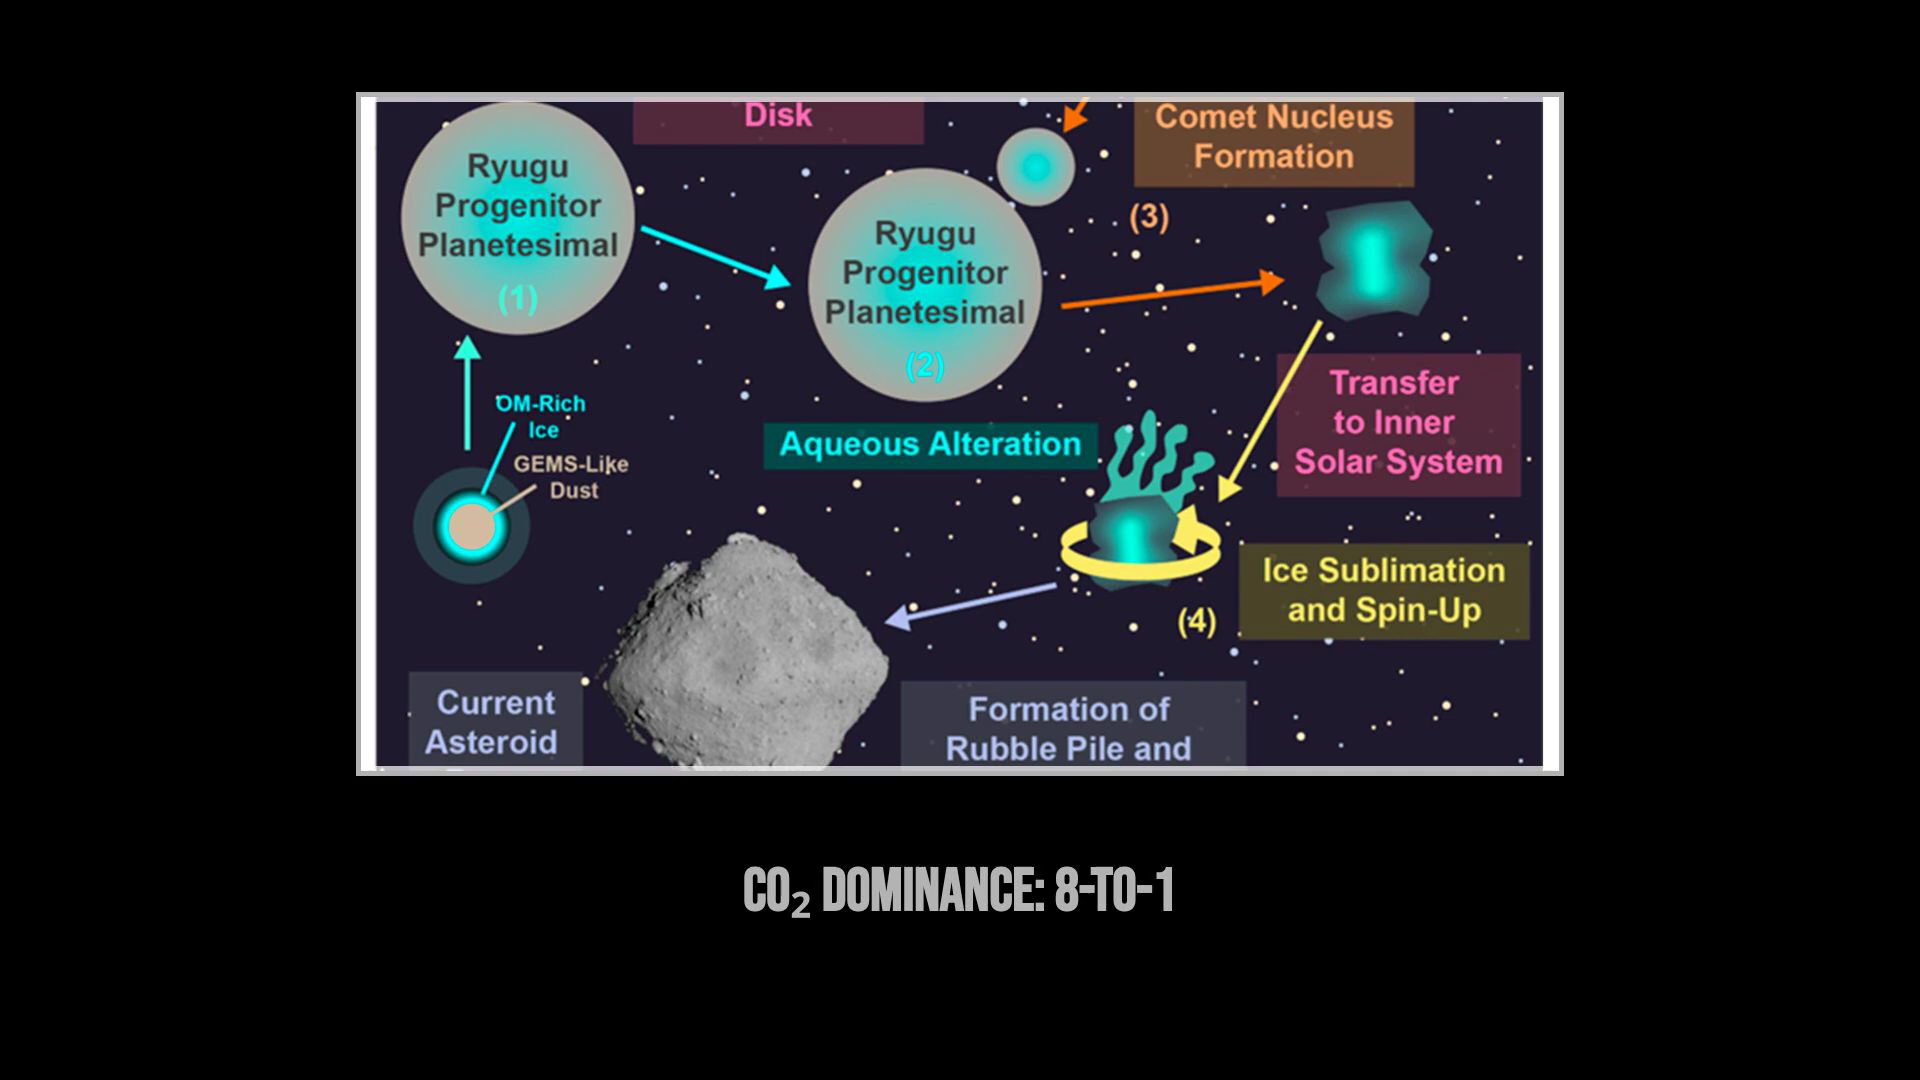 Disk
Comet Nucleus
Formation
Ryugu
Progenitor
Planetesimal
(1)
Ryugu
Progenitor
Planetesimal
(2)
(3)
OM-Rich
Ice
GEMS-Like
Dust
Aqueous Alteration
Transfer
to Inner
Solar System
Ice Sublimation
and Spin-Up
(4)
Current
Asteroid
Formation of
Rubble Pile and
CO₂ DOMINANCE: 8-TO-1